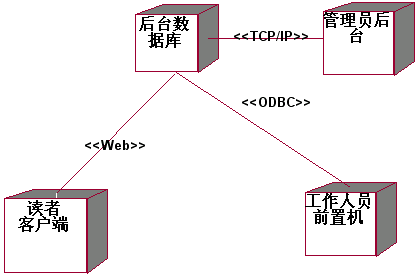 后台数
据库
<<TCP/IP>>
管理员后
台
<<ODBC>>
<<Web>>
读者
客户端
工作人员
前置机